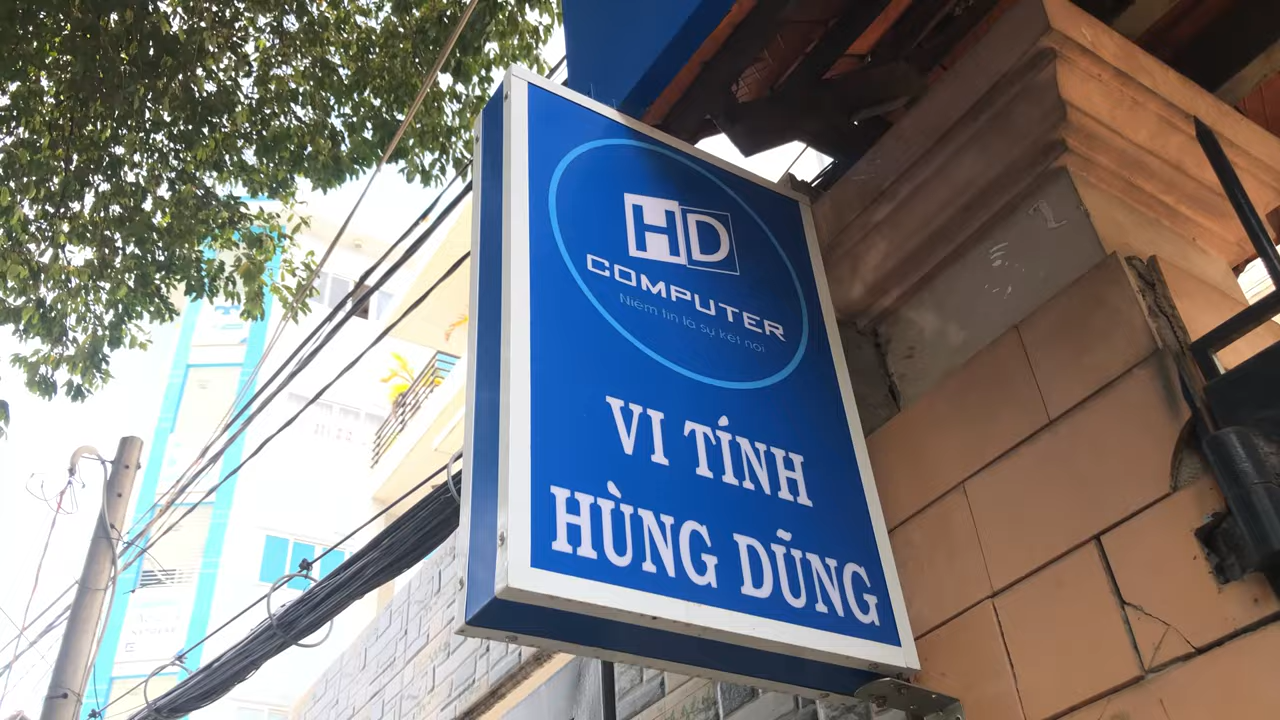 HD
COMPUTER
Niềm tin là sự kết nối
VI TÍNH
HÙNG DŨNG